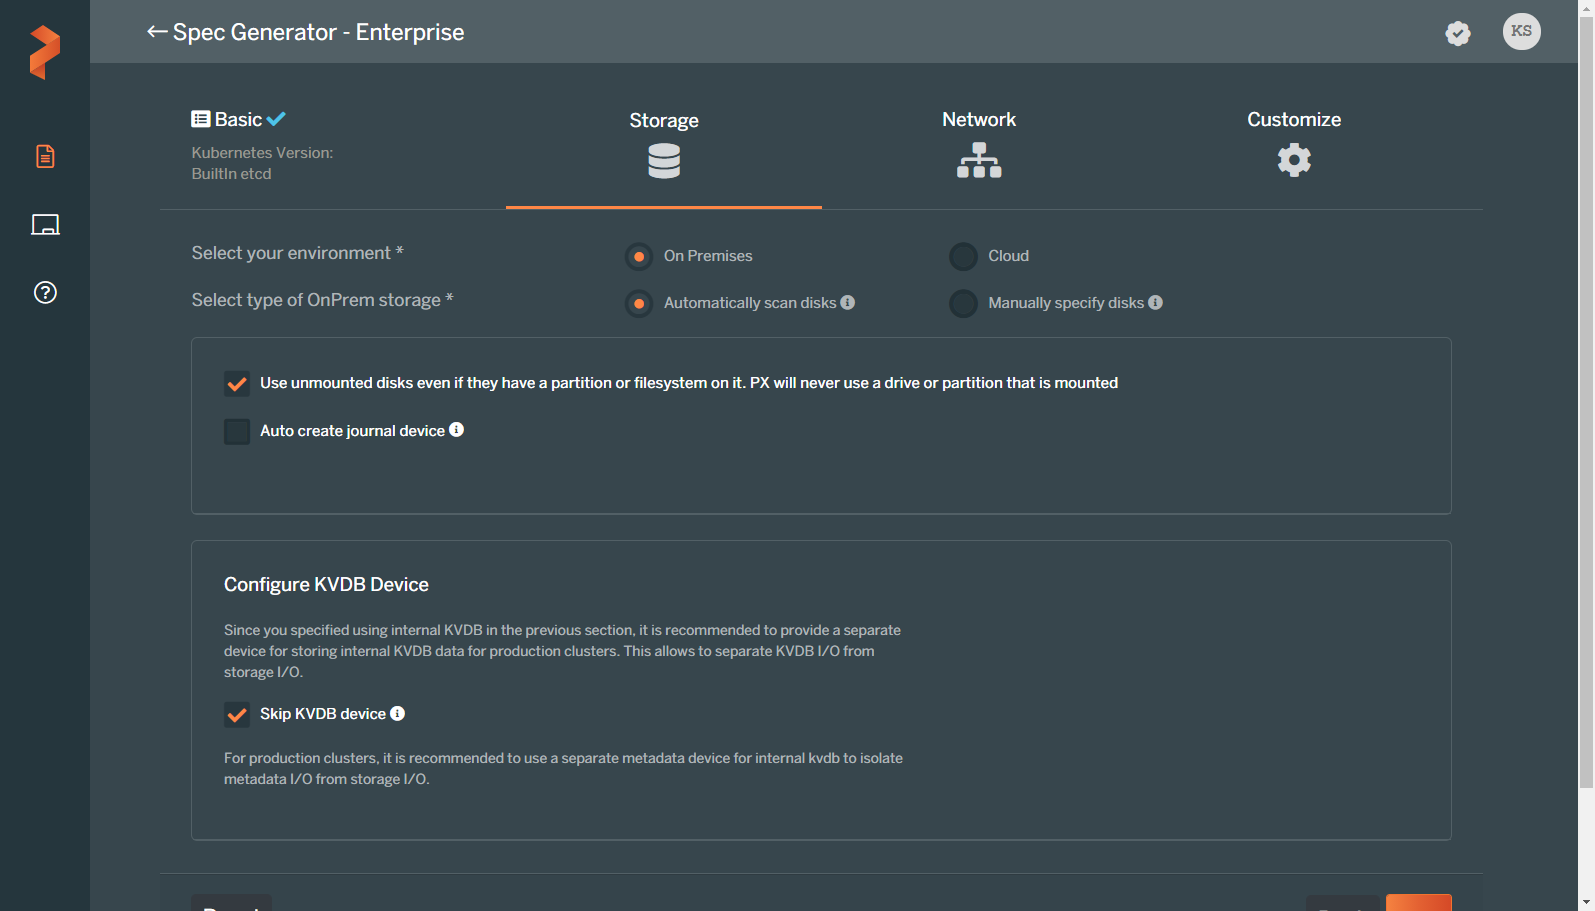 Spec Generator - Enterprise
KS
Basic
Kubernetes Version:
BuiltIn etcd
Storage
Network
Customize
Select your environment *
On Premises
Cloud
Select type of OnPrem storage *
Automatically scan disks
Manually specify disks
Use unmounted disks even if they have a partition or filesystem on it. PX will never use a drive or partition that is mounted
Auto create journal device
Configure KVDB Device
Since you specified using internal KVDB in the previous section, it is recommended to provide a separate
device for storing internal KVDB data for production clusters. This allows to separate KVDB I/O from
storage I/O.
Skip KVDB device
For production clusters, it is recommended to use a separate metadata device for internal kvdb to isolate
metadata I/O from storage I/O.